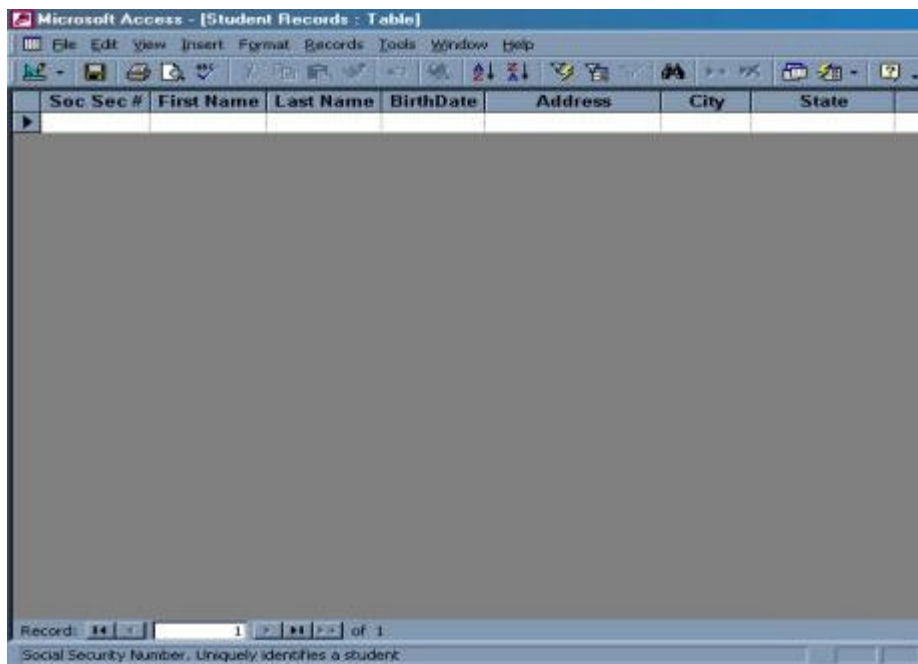 Microsoft Access - [Student Records : Table]
File Edit View Insert Format Records Tools Window Help
Soc Sec # First Name Last Name BirthDate Address City State
Record: 1 of 1
Social Security Number, Uniquely identifies a student